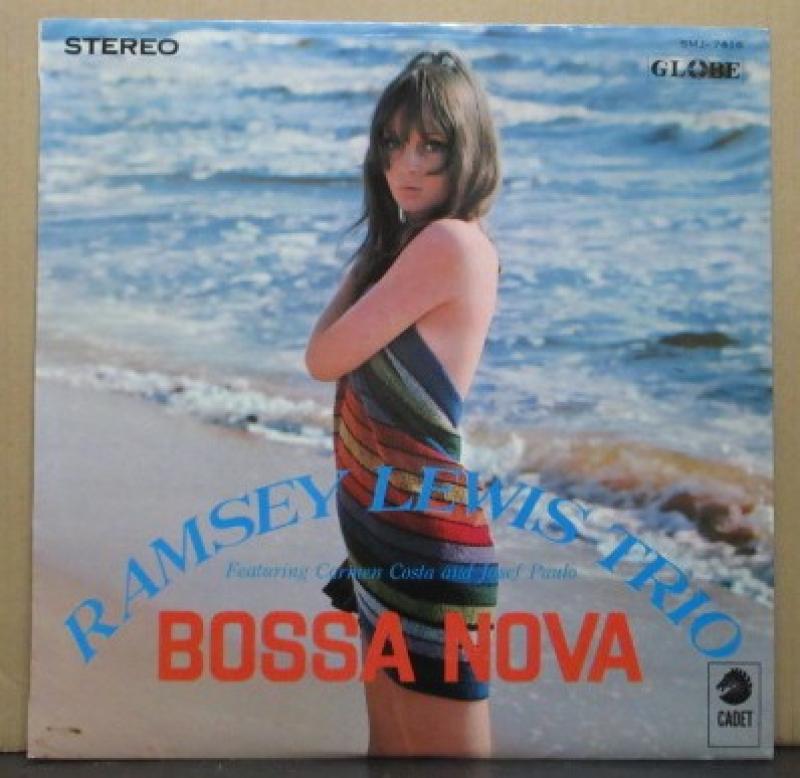 STEREO
SMJ-7416
GLOBE
RAMSEY LEWIS TRIO
Featuring Carmen Costa and Josef Paulo
BOSSA NOVA
CADET